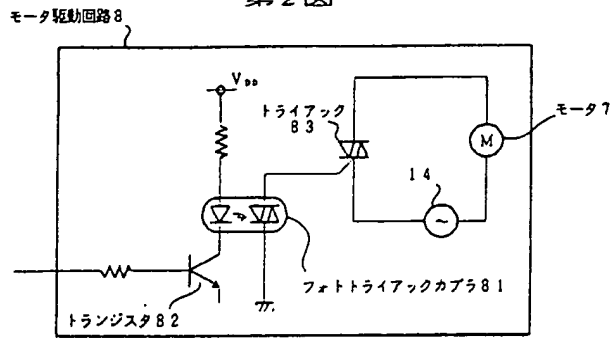 第2図
モータ駆動回路8
VDD
トライアック
83
モータ7
M
14
~
フォトトライアックカプラ81
トランジスタ82